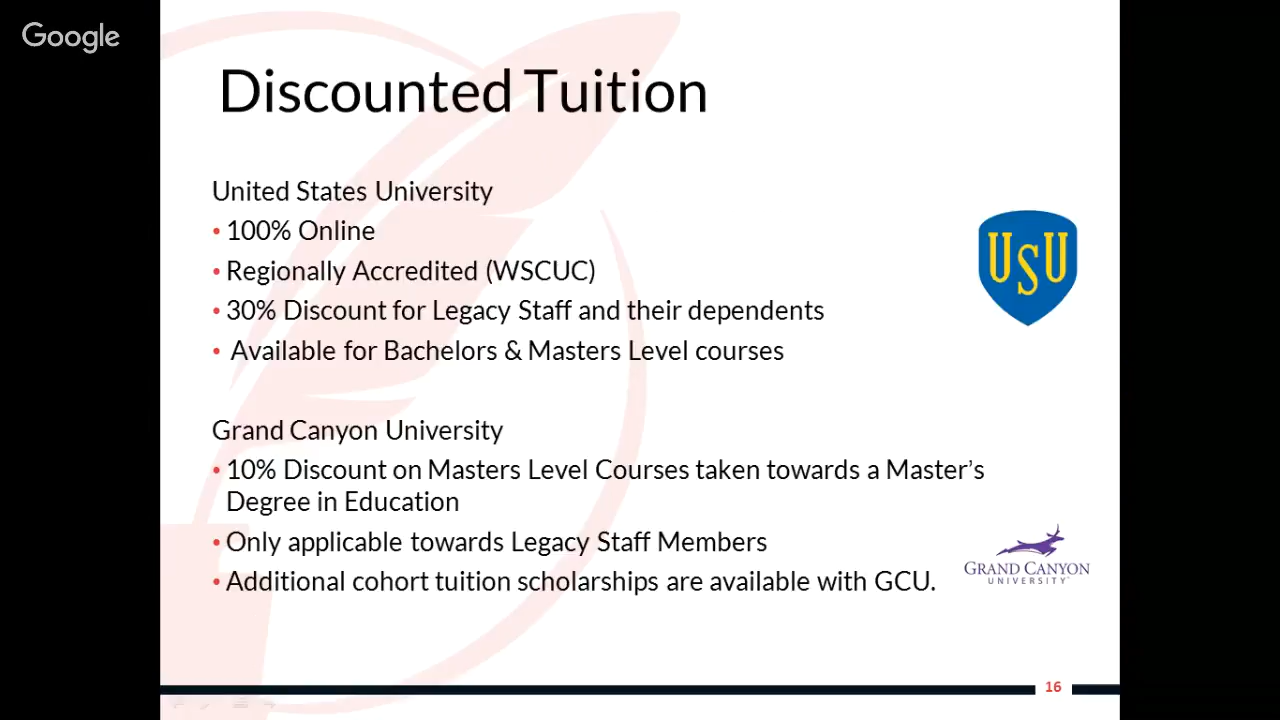 Google
Discounted Tuition
United States University
• 100% Online
• Regionally Accredited (WSCUC)
• 30% Discount for Legacy Staff and their dependents
• Available for Bachelors & Masters Level courses
USU
Grand Canyon University
• 10% Discount on Masters Level Courses taken towards a Master’s
Degree in Education
• Only applicable towards Legacy Staff Members
• Additional cohort tuition scholarships are available with GCU.
GRAND CANYON
UNIVERSITY™
16